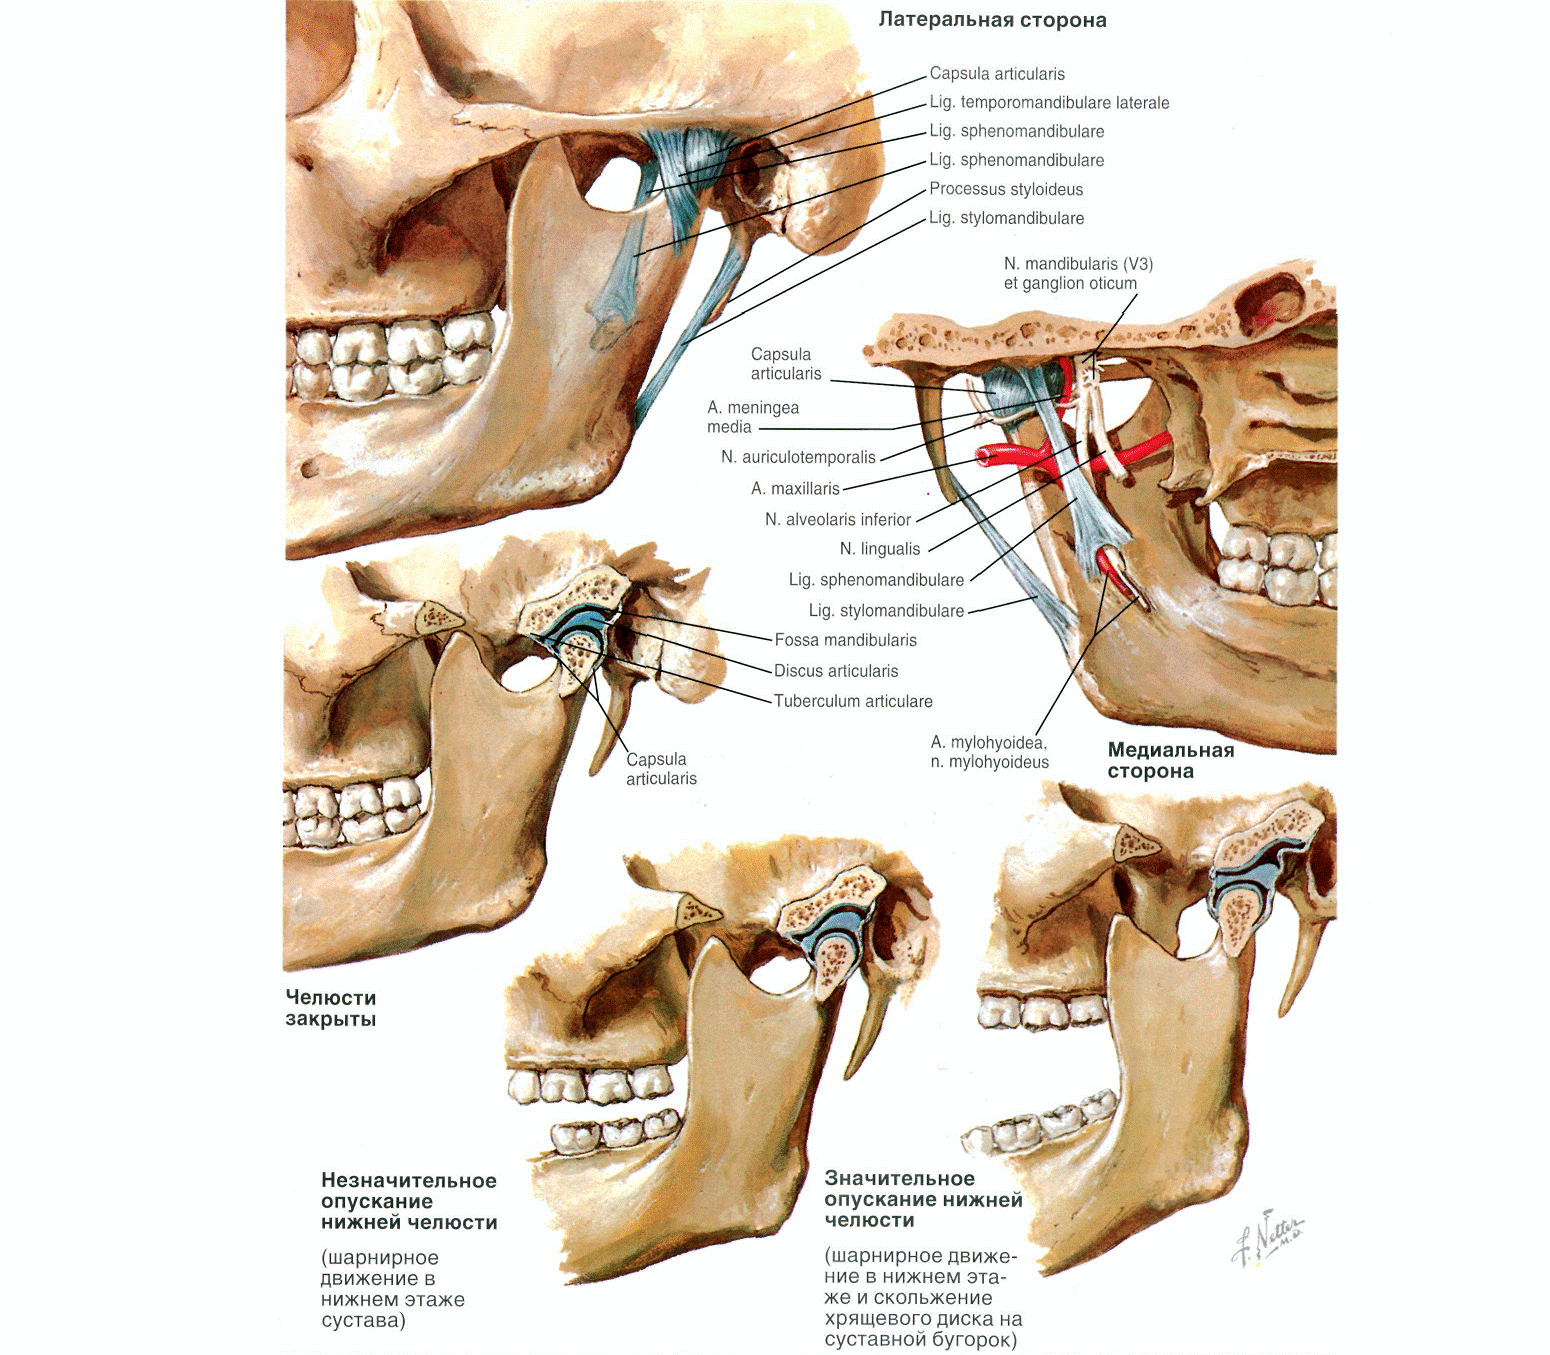 Латеральная сторона
Capsula articularis
Lig. temporomandibulare laterale
Lig. sphenomandibulare
Lig. sphenomandibulare
Processus styloideus
Lig. stylomandibulare
N. mandibularis (V3)
et ganglion oticum
Capsula
articularis
A. meningea
media
N. auriculotemporalis
A. maxillaris
N. alveolaris inferior
N. lingualis
Lig. sphenomandibulare
Lig. stylomandibulare
Fossa mandibularis
Discus articularis
Tuberculum articulare
Capsula
articularis
A. mylohyoidea,
n. mylohyoideus
Медиальная
сторона
Челюсти
закрыты
Незначительное
опускание
нижней челюсти
(шарнирное
движение в
нижнем этаже
сустава)
Значительное
опускание нижней
челюсти
(шарнирное движе-
ние в нижнем эта-
же и скольжение
хрящевого диска на
суставной бугорок)
F. Netter
M.D.